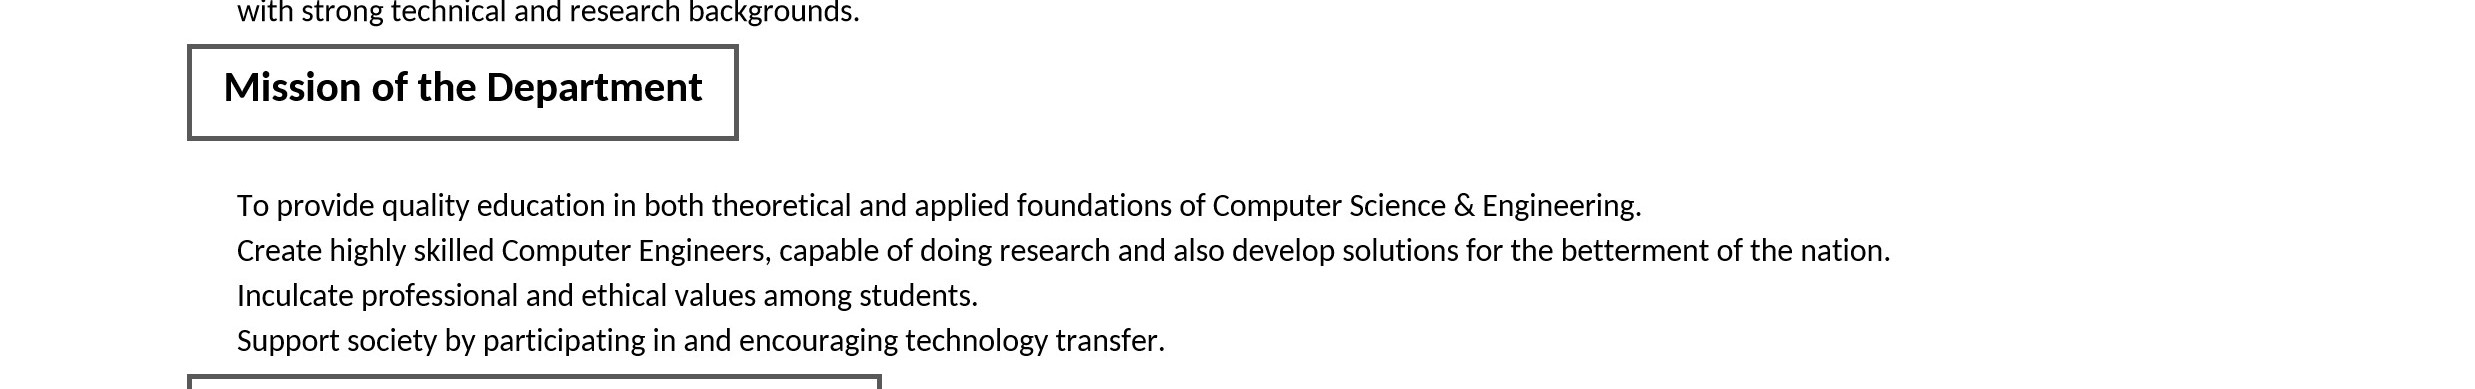 with strong technical and research backgrounds.
Mission of the Department
To provide quality education in both theoretical and applied foundations of Computer Science & Engineering.
Create highly skilled Computer Engineers, capable of doing research and also develop solutions for the betterment of the nation.
Inculcate professional and ethical values among students.
Support society by participating in and encouraging technology transfer.